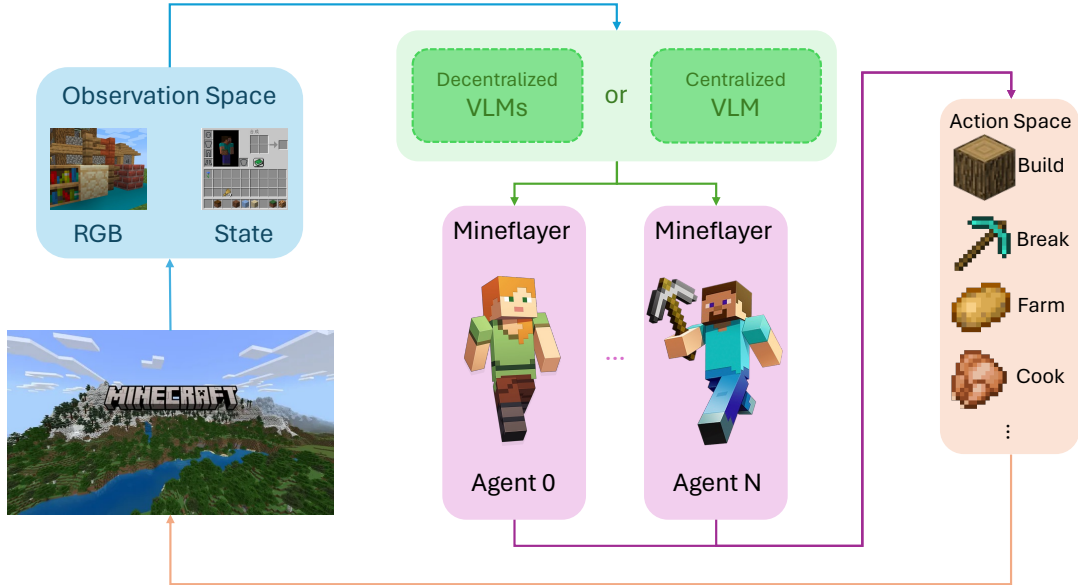 Observation Space
RGB
State
Decentralized
VLMs
or
Centralized
VLM
Mineflayer
Agent 0
...
Mineflayer
Agent N
Action Space
Build
Break
Farm
Cook
⋮
MINECRAFT